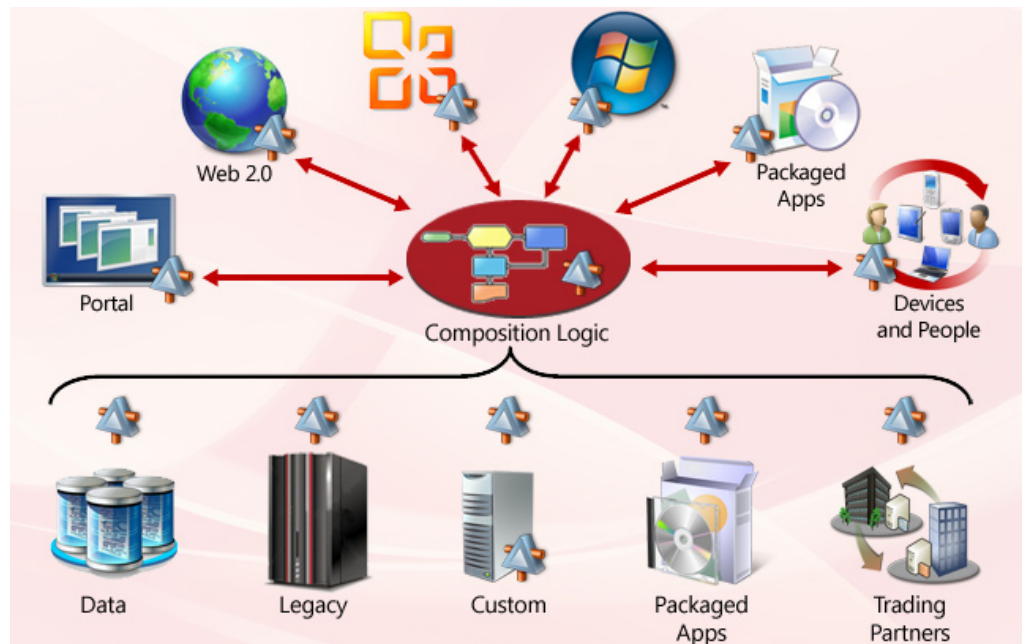 Web 2.0
Packaged
Apps
Portal
Composition Logic
Devices
and People
Data
Legacy
Custom
Packaged
Apps
Trading
Partners